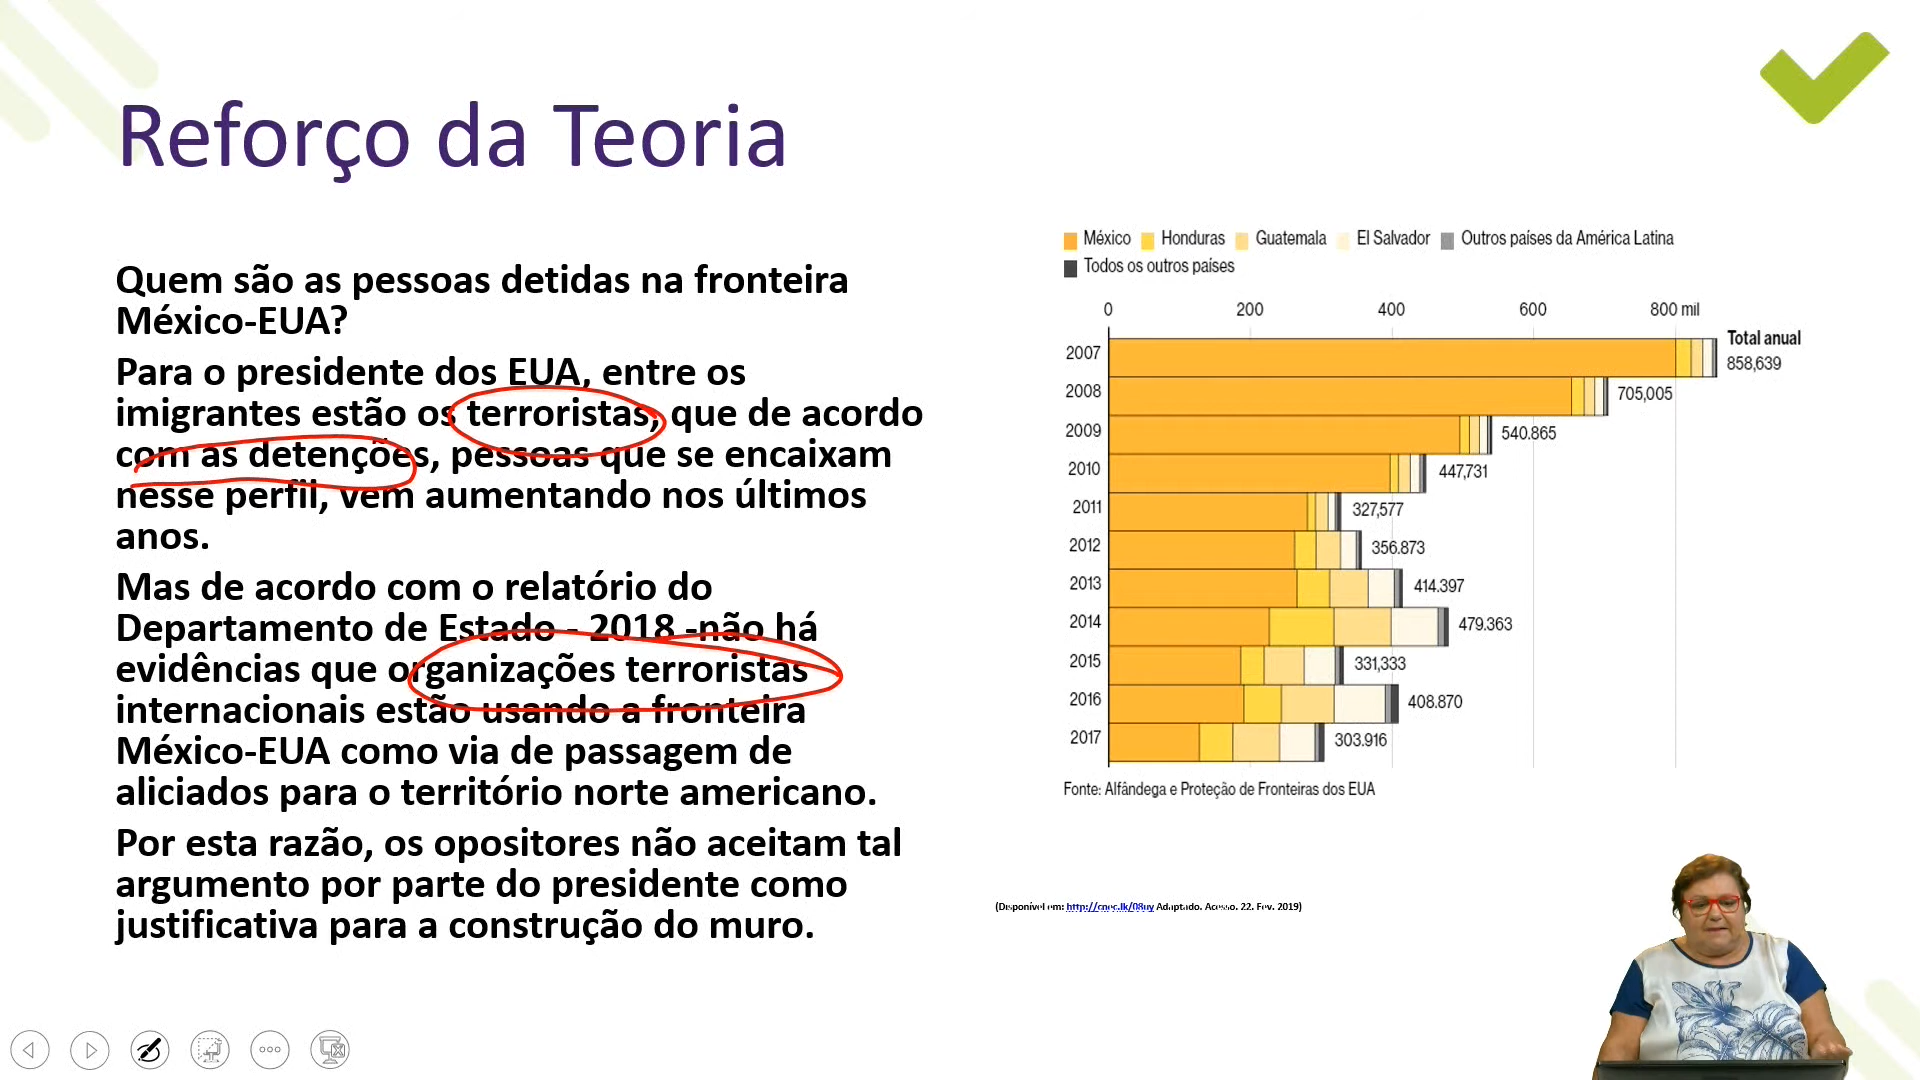 Reforço da Teoria
Quem são as pessoas detidas na fronteira
México-EUA?
Para o presidente dos EUA, entre os
imigrantes estão os terroristas, que de acordo
com as detenções, pessoas que se encaixam
nesse perfil, vem aumentando nos últimos
anos.
Mas de acordo com o relatório do
Departamento de Estado - 2018 -não há
evidências que organizações terroristas
internacionais estão usando a fronteira
México-EUA como via de passagem de
aliciados para o território norte americano.
Por esta razão, os opositores não aceitam tal
argumento por parte do presidente como
justificativa para a construção do muro.
México Honduras Guatemala El Salvador Outros países da América Latina
Todos os outros países
0 200 400 600 800 mil
Total anual
2007 858,639
2008 705,005
2009 540.865
2010 447,731
2011 327,577
2012 356.873
2013 414.397
2014 479.363
2015 331,333
2016 408.870
2017 303.916
Fonte: Alfândega e Proteção de Fronteiras dos EUA
(Disponível em: Adaptado. Acesso. 22. Fev. 2019)